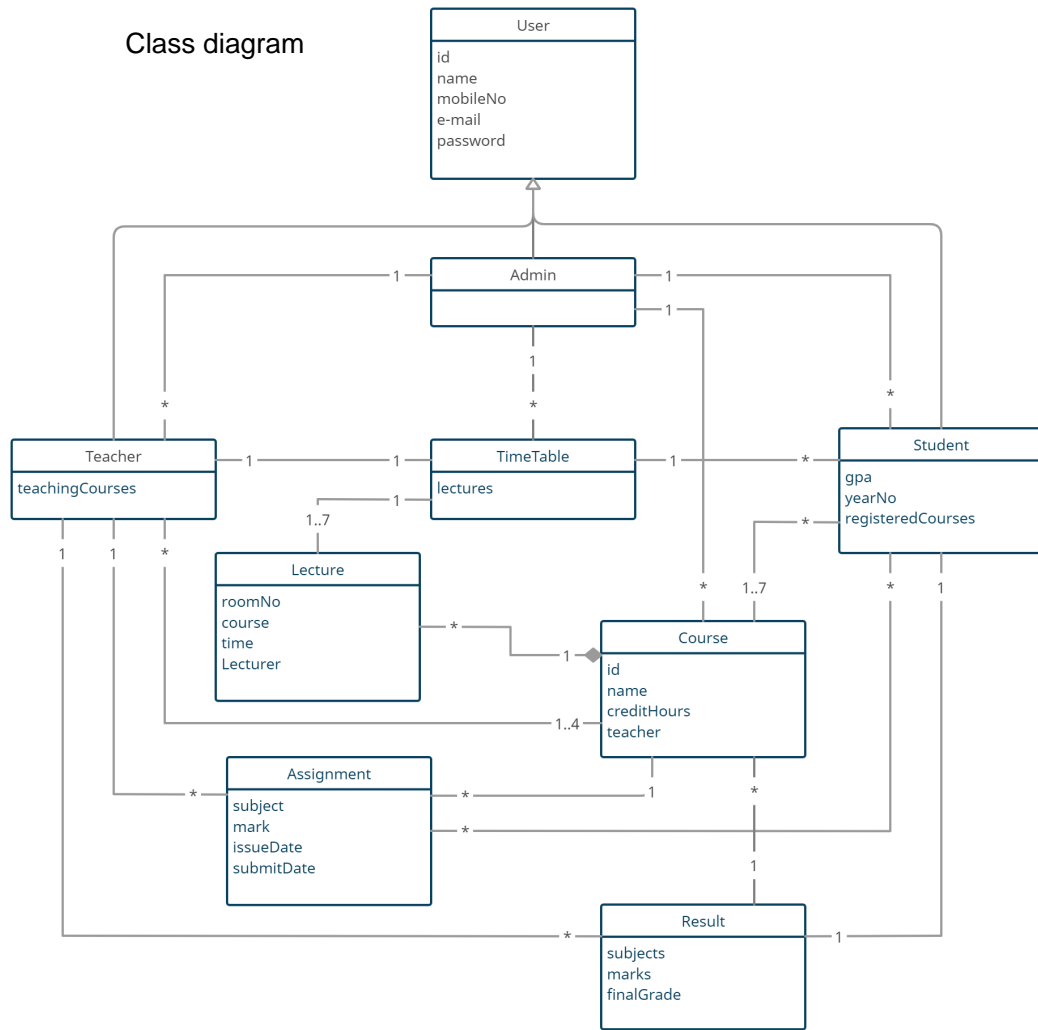 Class diagram
User
id
name
mobileNo
e-mail
password
Admin
1
1
1
1
*
*
*
Teacher
teachingCourses
1
1
TimeTable
lectures
1
*
Student
gpa
yearNo
registeredCourses
1
1..7
*
1
1
*
*
1
Lecture
roomNo
course
time
Lecturer
*
1
*
1..7
Course
id
name
creditHours
teacher
1..4
Assignment
subject
mark
issueDate
submitDate
*
*
1
*
*
1
Result
subjects
marks
finalGrade
*
1